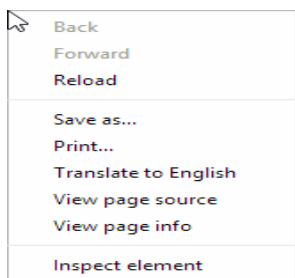 Back
Forward
Reload
Save as...
Print...
Translate to English
View page source
View page info
Inspect element